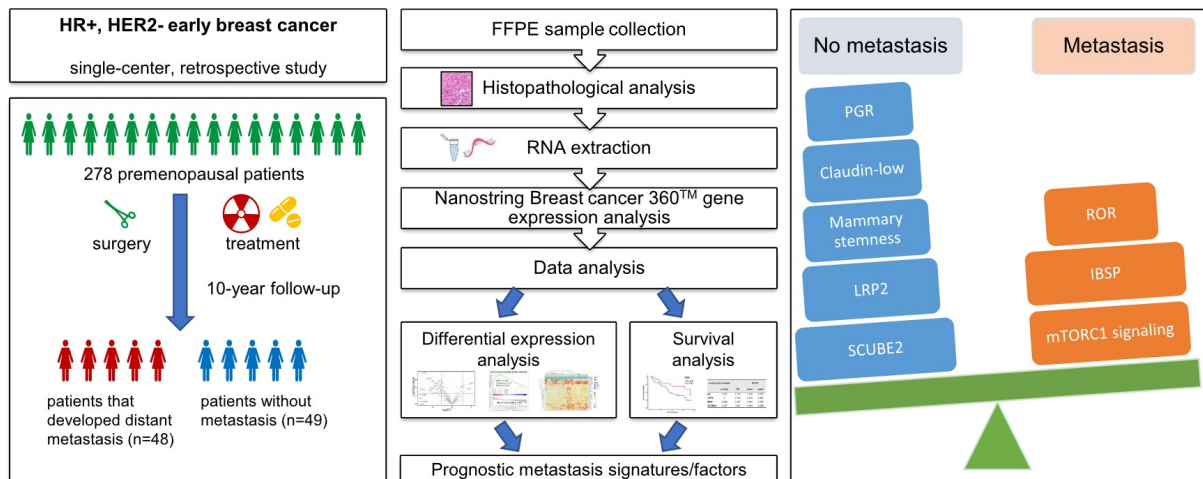 HR+, HER2- early breast cancer
single-center, retrospective study
278 premenopausal patients
surgery
treatment
10-year follow-up
patients that
developed distant
metastasis (n=48)
patients without
metastasis (n=49)
FFPE sample collection
Histopathological analysis
RNA extraction
Nanostring Breast cancer 360TM gene
expression analysis
Data analysis
Differential expression
analysis
Survival
analysis
Prognostic metastasis signatures/factors
No metastasis
Metastasis
PGR
Claudin-low
Mammary
stemness
LRP2
SCUBE2
ROR
IBSP
mTORC1 signaling